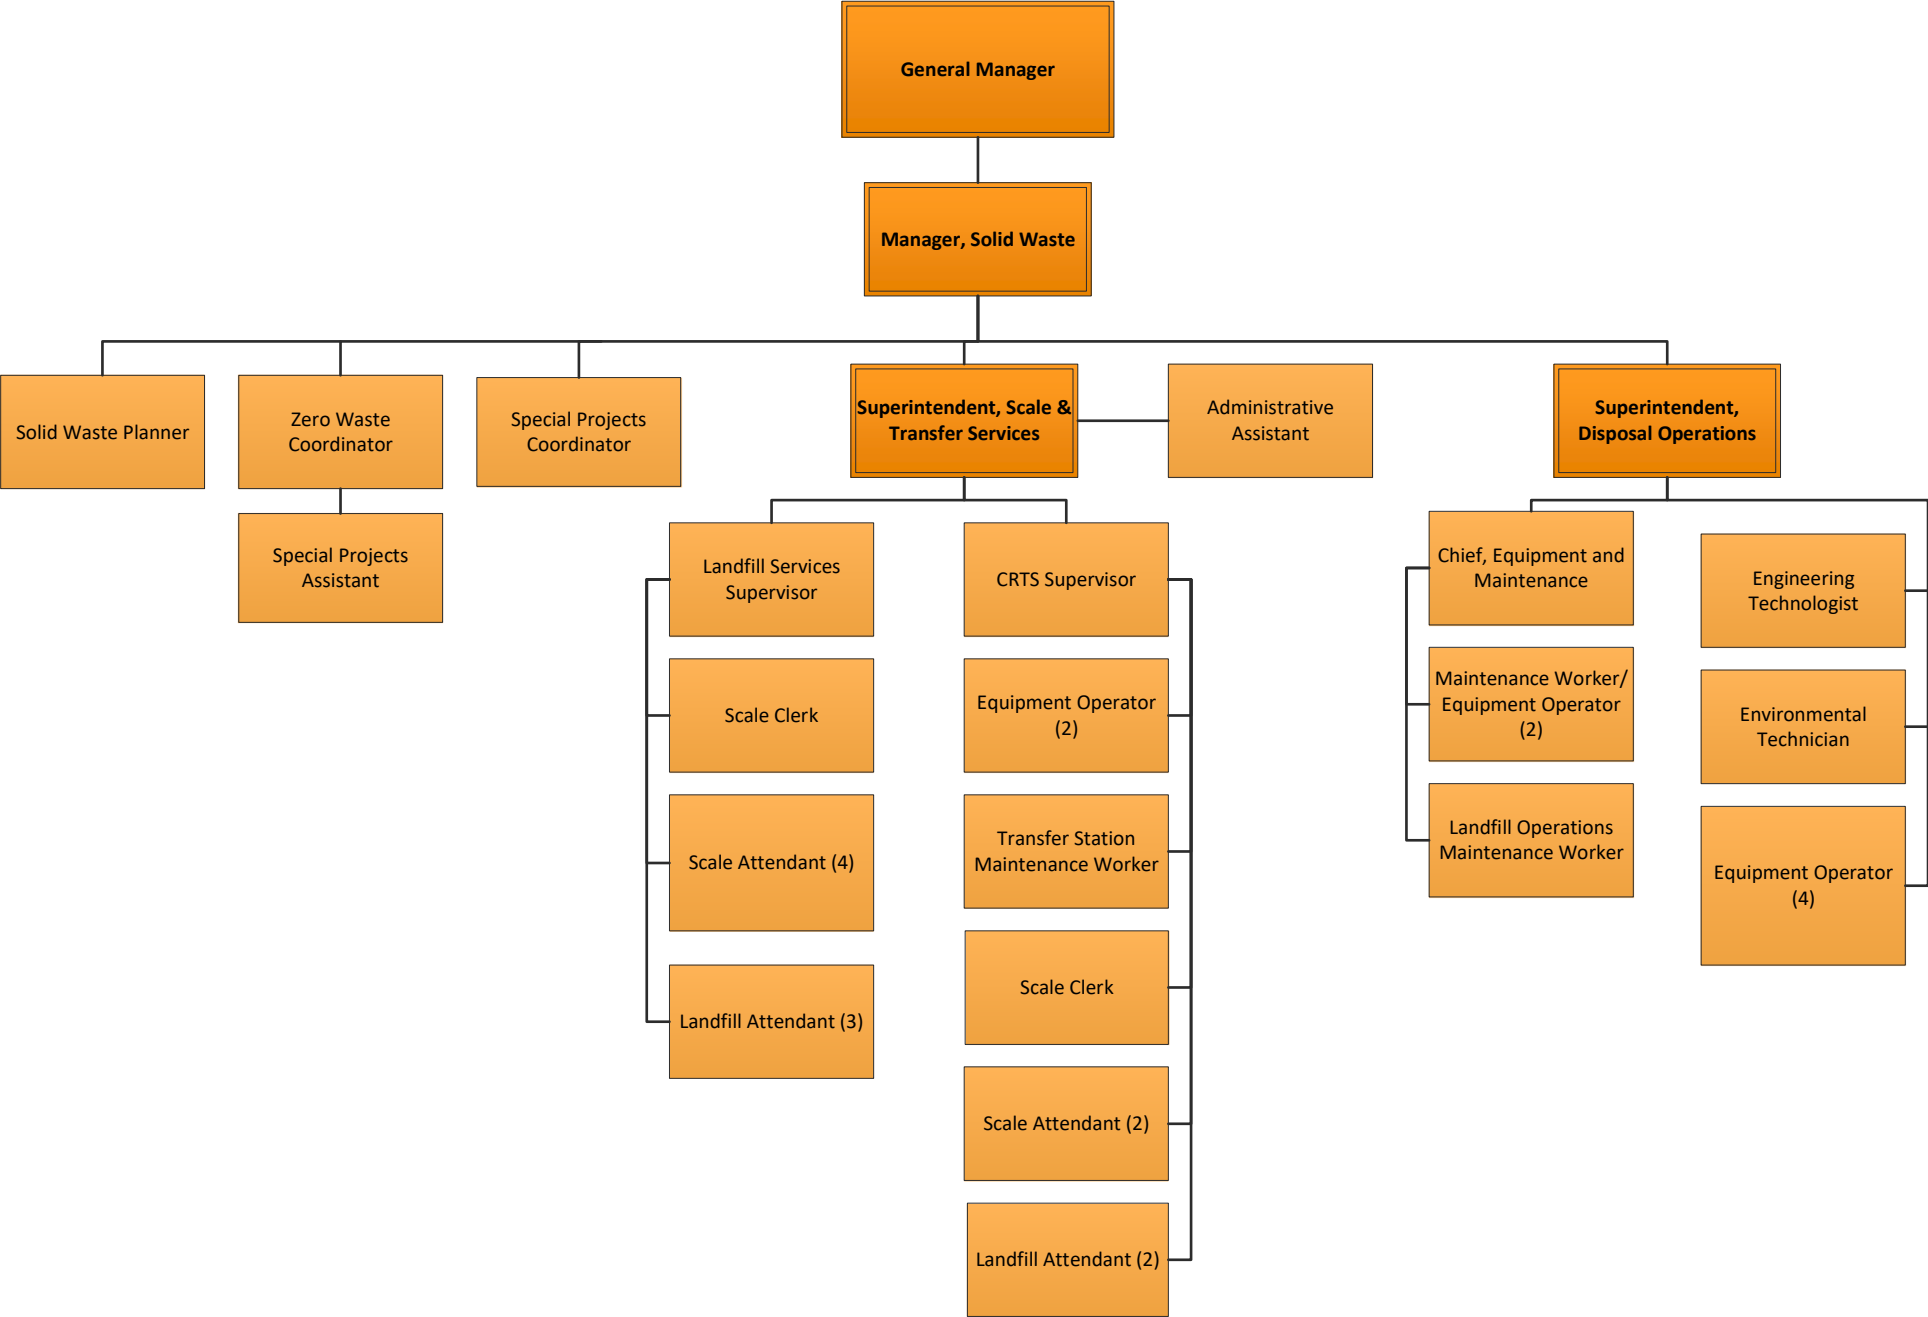 General Manager
Manager, Solid Waste
Solid Waste Planner
Zero Waste
Coordinator
Special Projects
Assistant
Special Projects
Coordinator
Superintendent, Scale &
Transfer Services
Administrative
Assistant
Landfill Services
Supervisor
Scale Clerk
Scale Attendant (4)
Landfill Attendant (3)
CRTS Supervisor
Equipment Operator
(2)
Transfer Station
Maintenance Worker
Scale Clerk
Scale Attendant (2)
Landfill Attendant (2)
Superintendent,
Disposal Operations
Chief, Equipment and
Maintenance
Maintenance Worker/
Equipment Operator
(2)
Landfill Operations
Maintenance Worker
Engineering
Technologist
Environmental
Technician
Equipment Operator
(4)